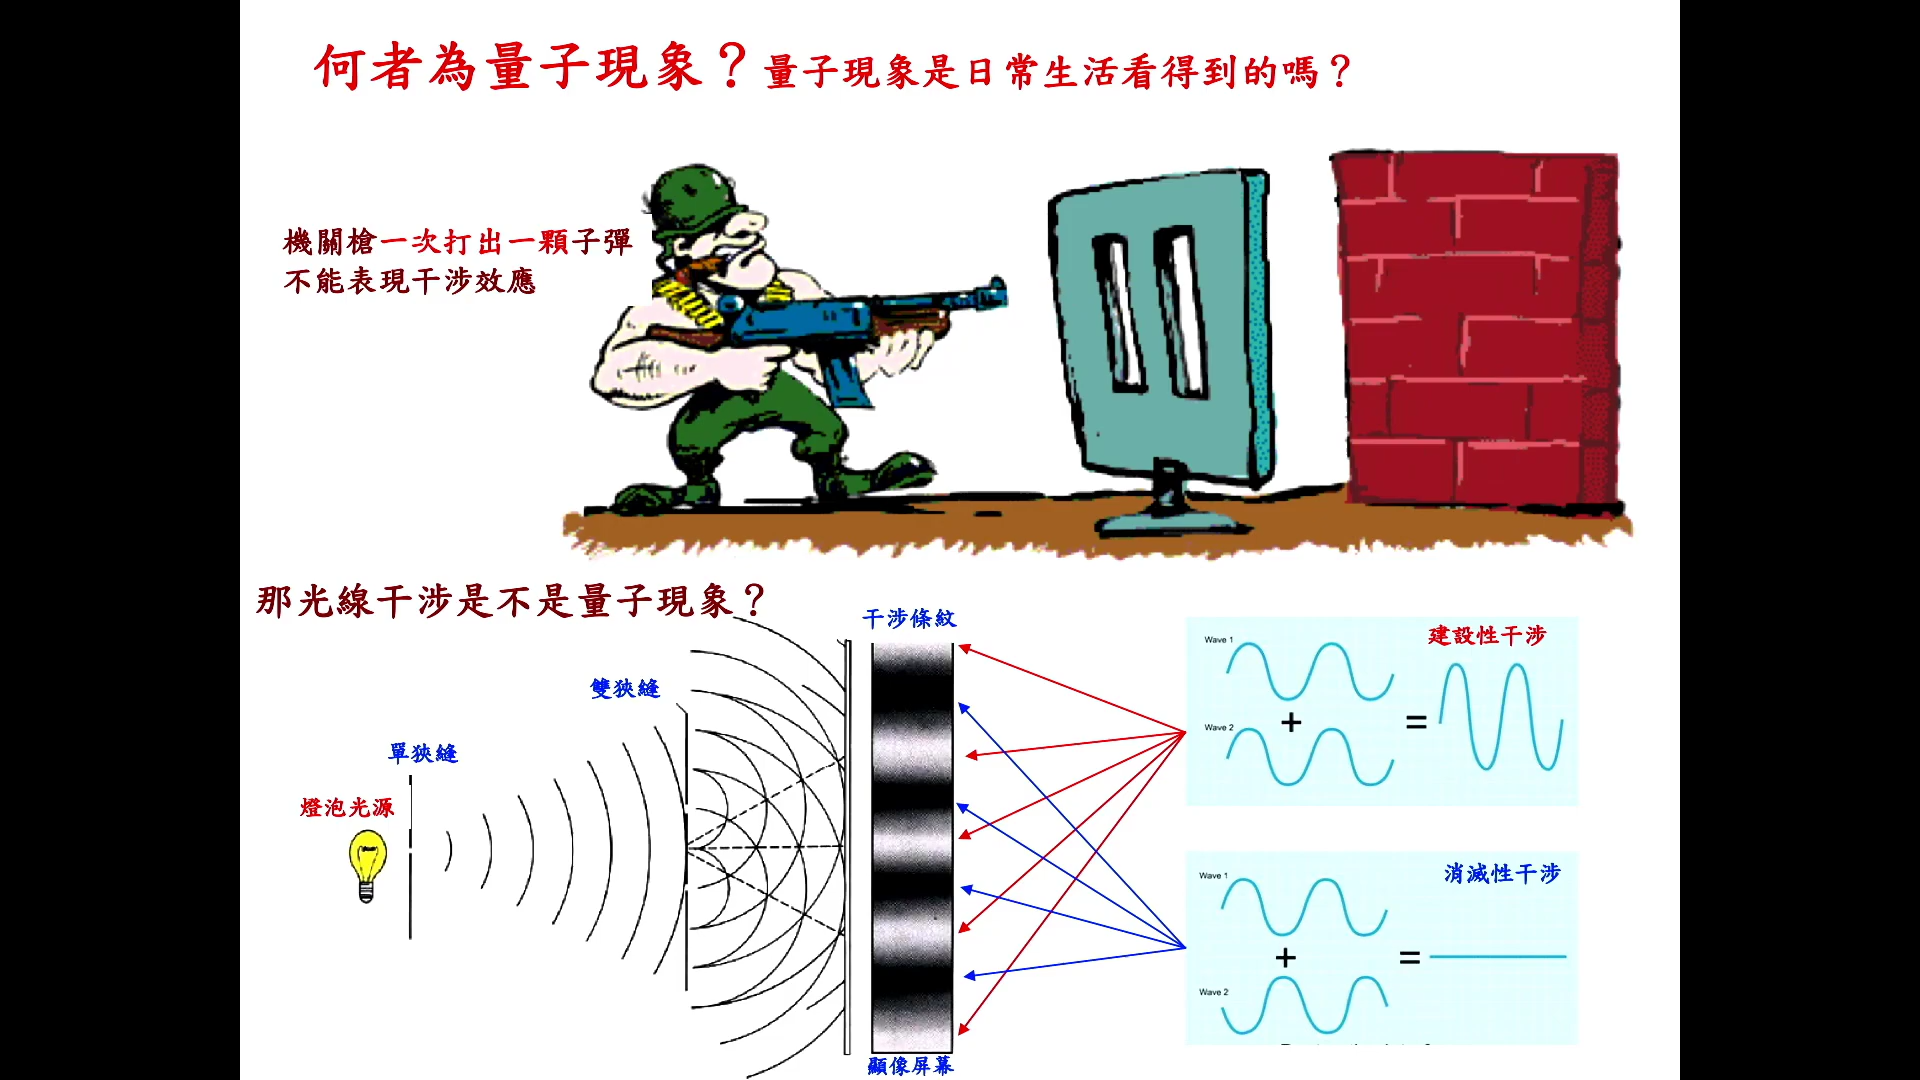 何者為量子現象？量子現象是日常生活看得到的嗎？
機關槍一次打出一顆子彈
不能表現干涉效應
那光線干涉是不是量子現象？
干涉條紋
雙狹縫
單狹縫
燈泡光源
顯像屏幕
Wave 1
建設性干涉
+
=
Wave 2
Wave 1
消滅性干涉
+
=
Wave 2